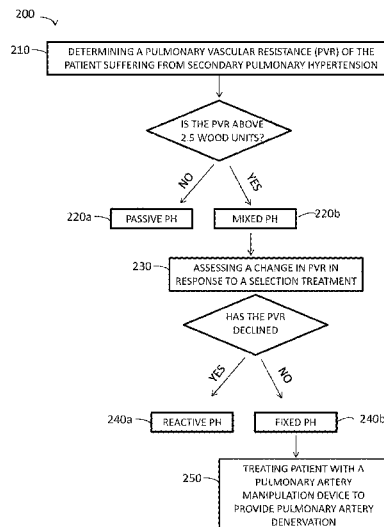 200
210
DETERMINING A PULMONARY VASCULAR RESISTANCE (PVR) OF THE
PATIENT SUFFERING FROM SECONDARY PULMONARY HYPERTENSION
IS THE PVR ABOVE
2.5 WOOD UNITS?
NO
YES
220a
PASSIVE PH
MIXED PH
220b
230
ASSESSING A CHANGE IN PVR IN
RESPONSE TO A SELECTION TREATMENT
HAS THE PVR
DECLINED
YES
NO
240a
REACTIVE PH
FIXED PH
240b
250
TREATING PATIENT WITH A
PULMONARY ARTERY
MANIPULATION DEVICE TO
PROVIDE PULMONARY ARTERY
DENERVATION